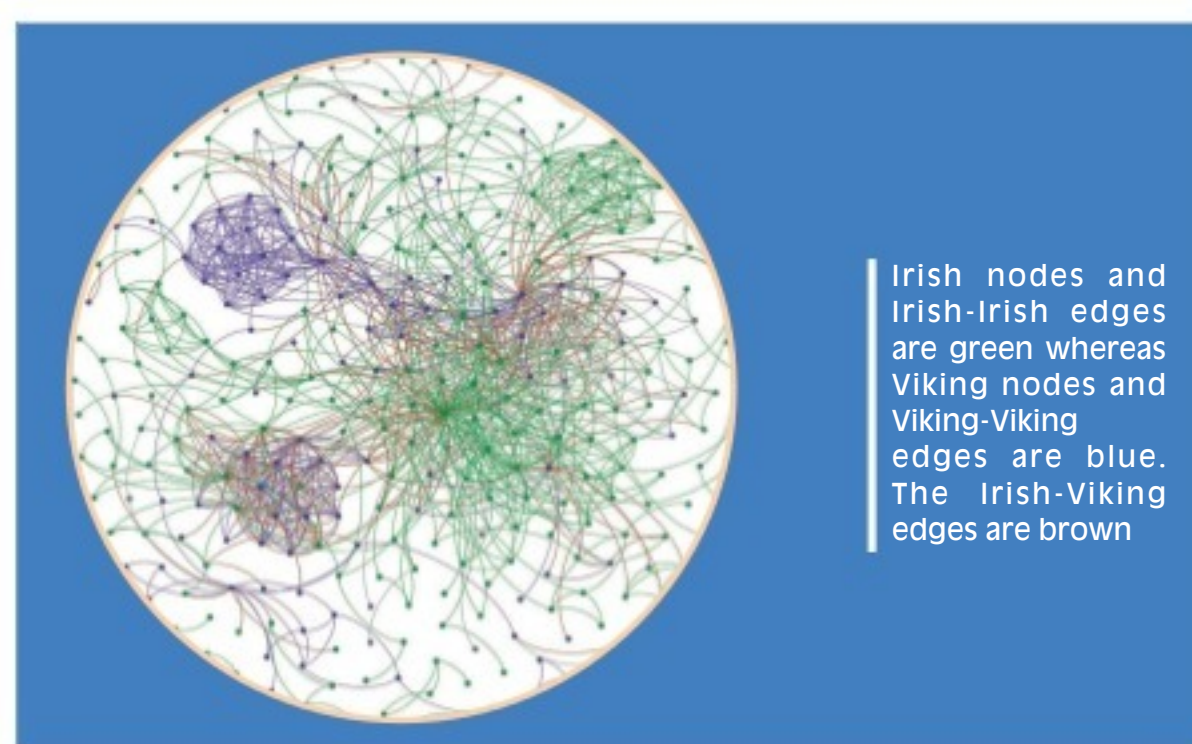 Irish nodes and
Irish-Irish edges
are green whereas
Viking nodes and
Viking-Viking
edges are blue.
The Irish-Viking
edges are brown